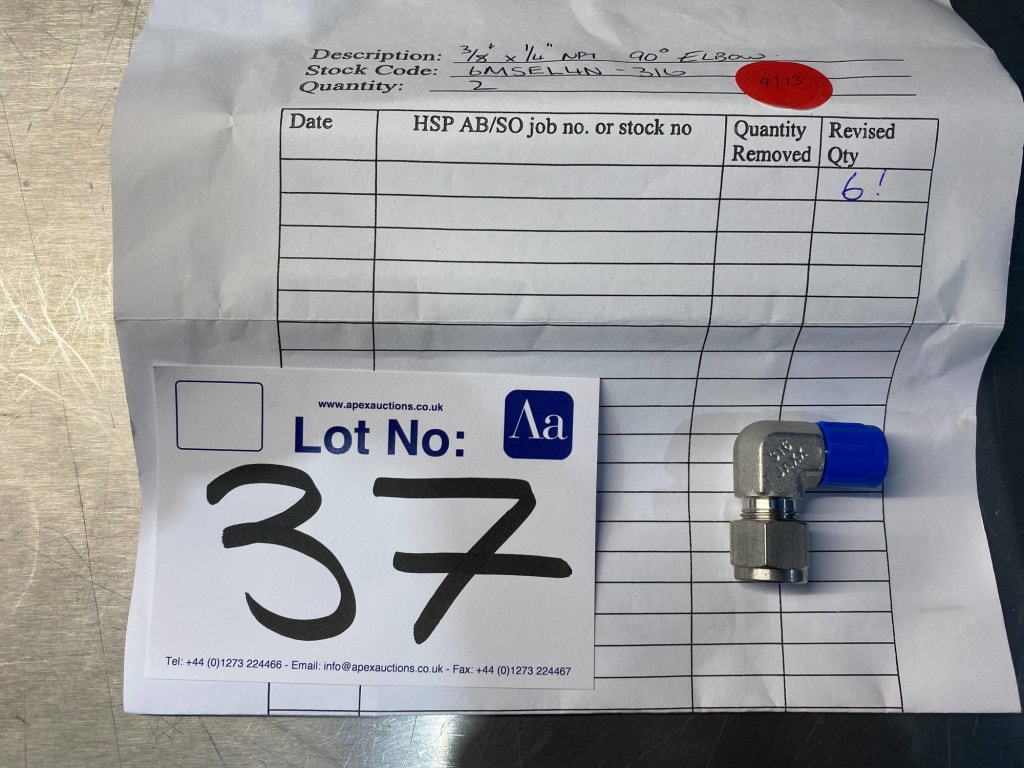 Description: 3/8" x 1/4" NPT 90° ELBOW.
Stock Code: 6MSEL4N - 316
Quantity: 2
9/13
Date HSP AB/SO job no. or stock no Quantity Removed Revised Qty
6!
www.apexauctions.co.uk
Lot No: Aa
37
Tel: +44 (0)1273 224466 - Email: info@apexauctions.co.uk - Fax: +44 (0)1273 224467
316